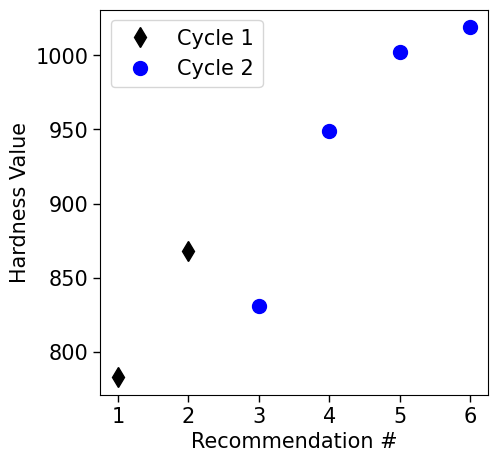 Cycle 1
Cycle 2
Hardness Value
1000
950
900
850
800
1 2 3 4 5 6
Recommendation #